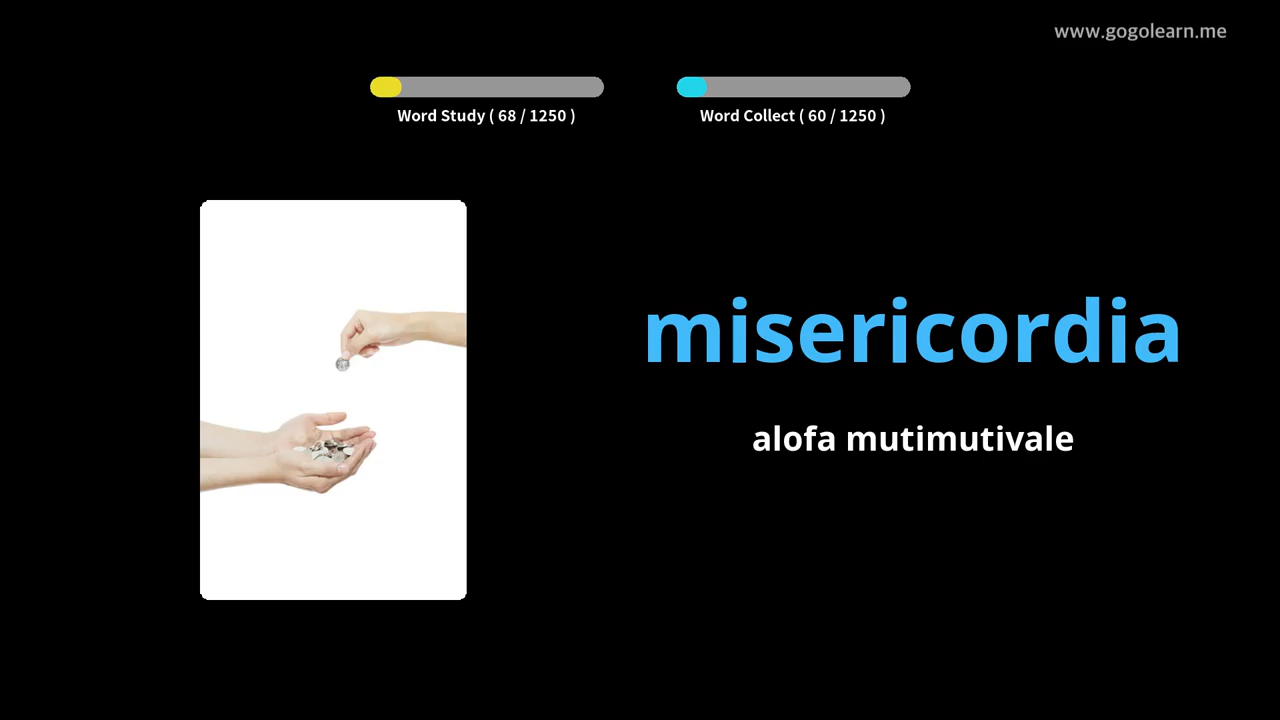 www.gogolearn.me
Word Study ( 68 / 1250 )
Word Collect ( 60 / 1250 )
misericordia
alofa mutimutivale